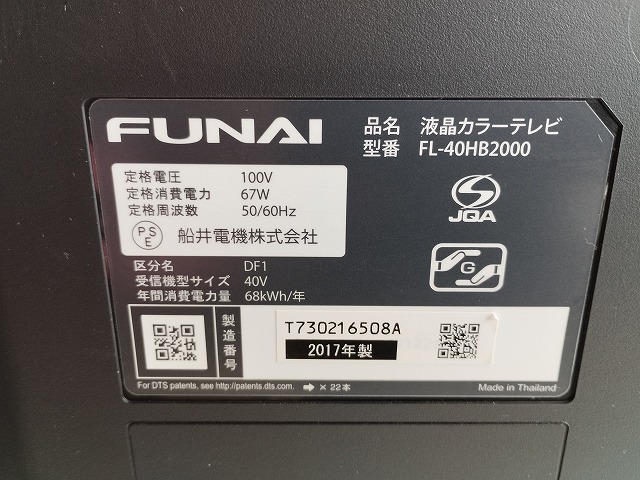 FUNAI
品名 液晶カラーテレビ
型番 FL-40HB2000
定格電圧 100V
定格消費電力 67W
定格周波数 50/60Hz
PS
E
船井電機株式会社
JQA
G
区分名 DF1
受信機型サイズ 40V
年間消費電力量 68kWh/年
製造番号
T730216508A
2017年製
For DTS patents, see http://patents.dts.com.
➡ × 22本
Made in Thailand